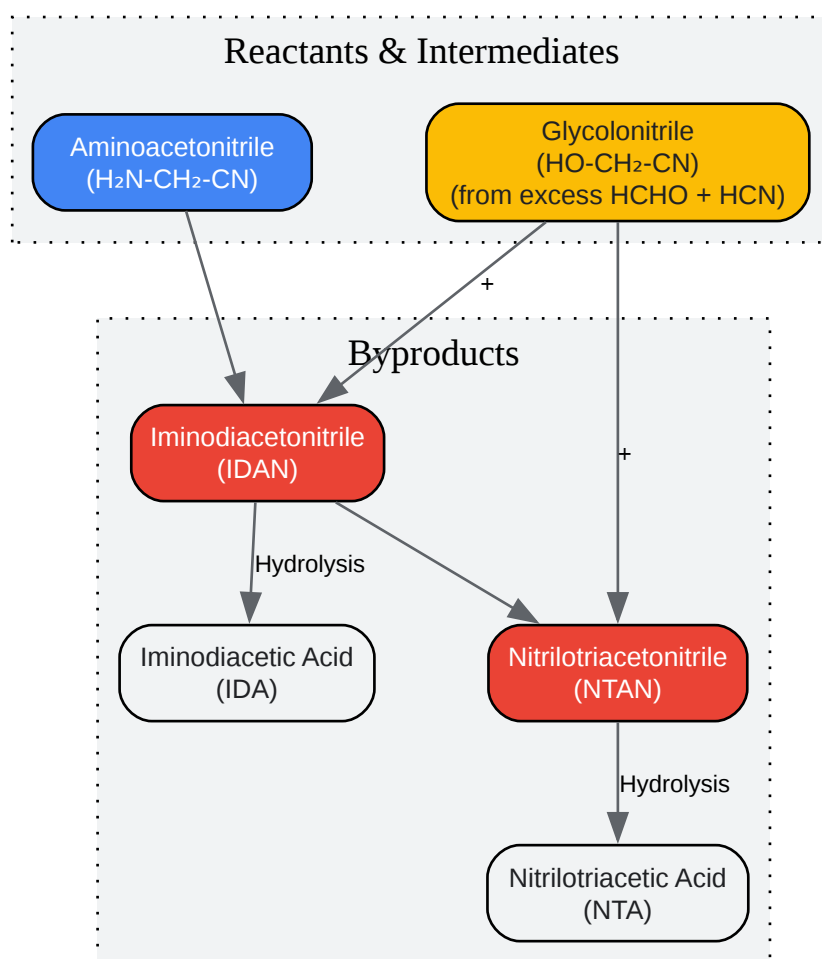 Reactants & Intermediates
Aminoacetonitrile
(H₂N-CH₂-CN)
Glycolonitrile
(HO-CH₂-CN)
(from excess HCHO + HCN)
+
Byproducts
Iminodiacetonitrile
(IDAN)
+
Hydrolysis
Iminodiacetic Acid
(IDA)
Nitrilotriacetonitrile
(NTAN)
Hydrolysis
Nitrilotriacetic Acid
(NTA)